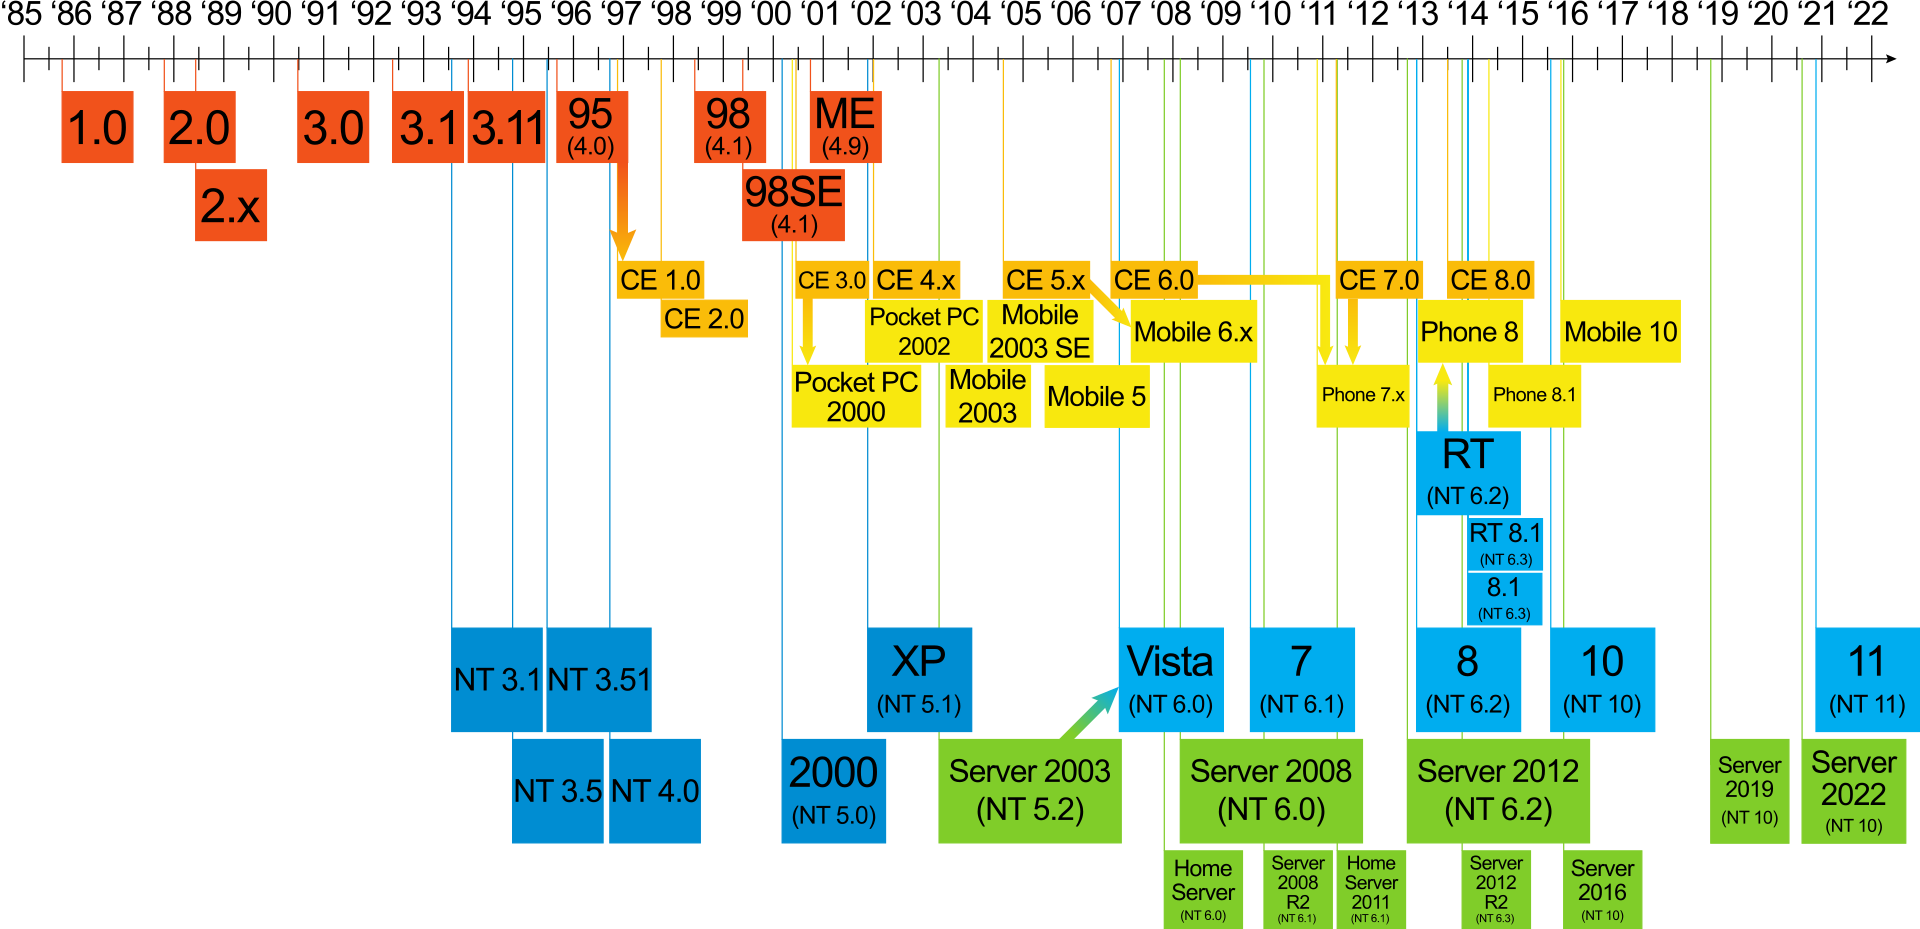 ‘85 ‘86 ‘87 ‘88 ‘89 ‘90 ‘91 ‘92 ‘93 ‘94 ‘95 ‘96 ‘97 ‘98 ‘99 ‘00 ‘01 ‘02 ‘03 ‘04 ‘05 ‘06 ‘07 ‘08 ‘09 ‘10 ‘11 ‘12 ‘13 ‘14 ‘15 ‘16 ‘17 ‘18 ‘19 ‘20 ‘21 ‘22
1.0
2.0
3.0
3.1
3.11
95
(4.0)
98
(4.1)
ME
(4.9)
2.x
98SE
(4.1)
CE 1.0
CE 3.0
CE 4.x
CE 5.x
CE 6.0
CE 7.0
CE 8.0
CE 2.0
Pocket PC
2002
Mobile
2003 SE
Mobile 6.x
Phone 8
Mobile 10
Pocket PC
2000
Mobile
2003
Mobile 5
Phone 7.x
Phone 8.1
RT
(NT 6.2)
RT 8.1
(NT 6.3)
8.1
(NT 6.3)
NT 3.1
NT 3.51
XP
(NT 5.1)
Vista
(NT 6.0)
7
(NT 6.1)
8
(NT 6.2)
10
(NT 10)
11
(NT 11)
NT 3.5
NT 4.0
2000
(NT 5.0)
Server 2003
(NT 5.2)
Server 2008
(NT 6.0)
Server 2012
(NT 6.2)
Server
2019
(NT 10)
Server
2022
(NT 10)
Home
Server
(NT 6.0)
Server
2008
R2
(NT 6.1)
Home
Server
2011
(NT 6.1)
Server
2012
R2
(NT 6.3)
Server
2016
(NT 10)